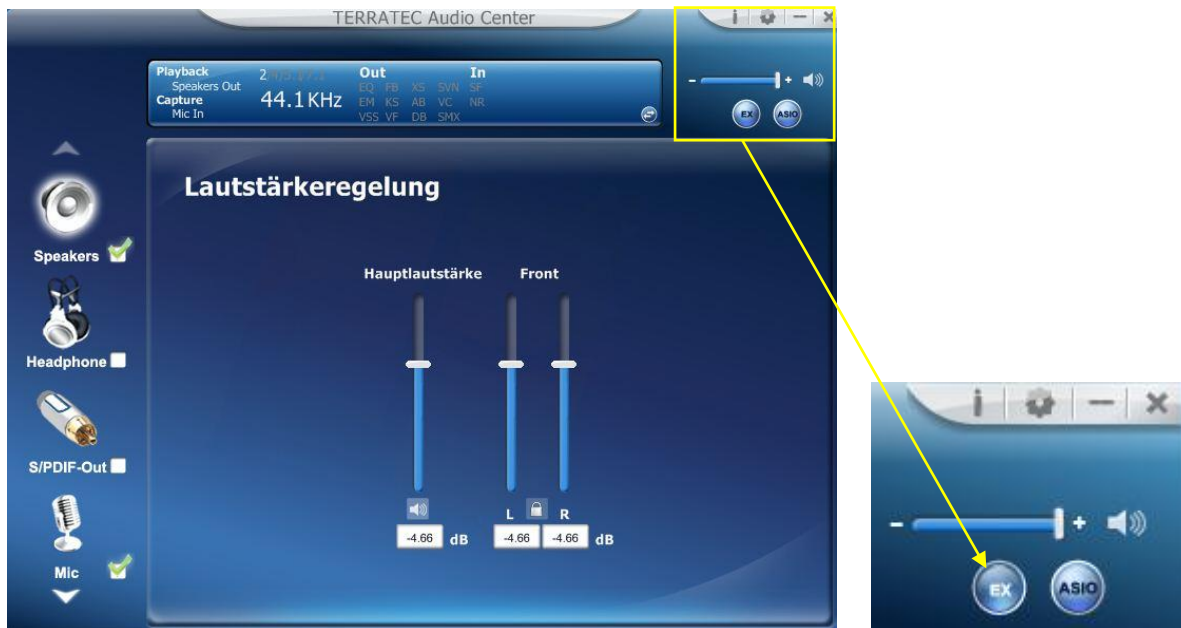 TERRATEC Audio Center
Playback
Speakers Out
Capture
Mic In
2
44.1KHz
Out In
EQ FB XS SVN SF
EM KS AB VC NR
VSS VF DB SMX
i - ×
- +
EX ASIO
Lautstärkeregelung
Speakers
Headphone
S/PDIF-Out
Mic
Hauptlautstärke Front
L R
-4.66 dB -4.66 -4.66 dB
i - ×
- +
EX ASIO